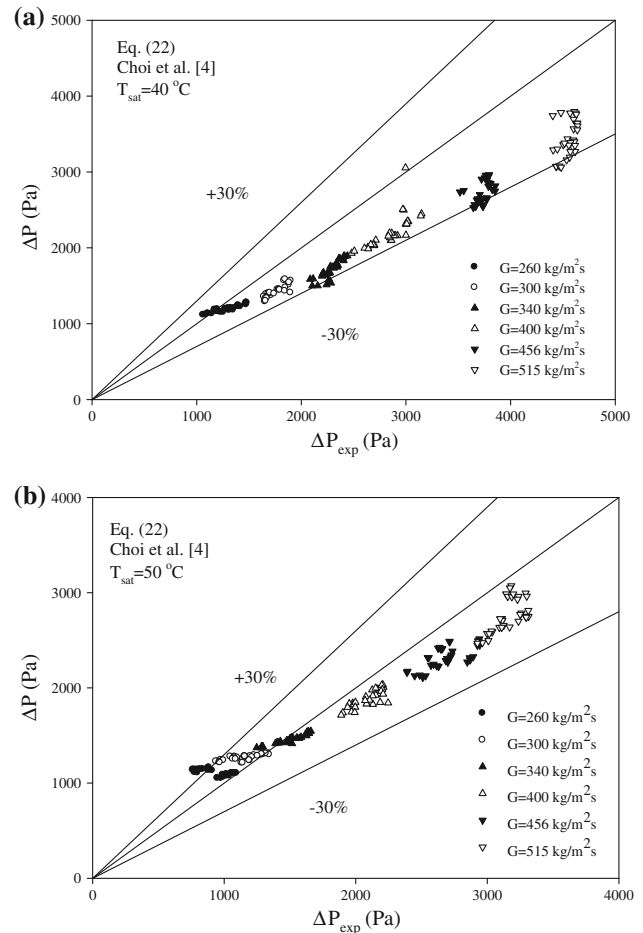 (a)
5000
4000
3000
2000
1000
0
ΔP (Pa)
Eq. (22)
Choi et al. [4]
T_sat=40 °C
+30%
-30%
G=260 kg/m²s
G=300 kg/m²s
G=340 kg/m²s
G=400 kg/m²s
G=456 kg/m²s
G=515 kg/m²s
0 1000 2000 3000 4000 5000
ΔP_exp (Pa)
(b)
4000
3000
2000
1000
0
ΔP (Pa)
Eq. (22)
Choi et al. [4]
T_sat=50 °C
+30%
-30%
G=260 kg/m²s
G=300 kg/m²s
G=340 kg/m²s
G=400 kg/m²s
G=456 kg/m²s
G=515 kg/m²s
0 1000 2000 3000 4000
ΔP_exp (Pa)